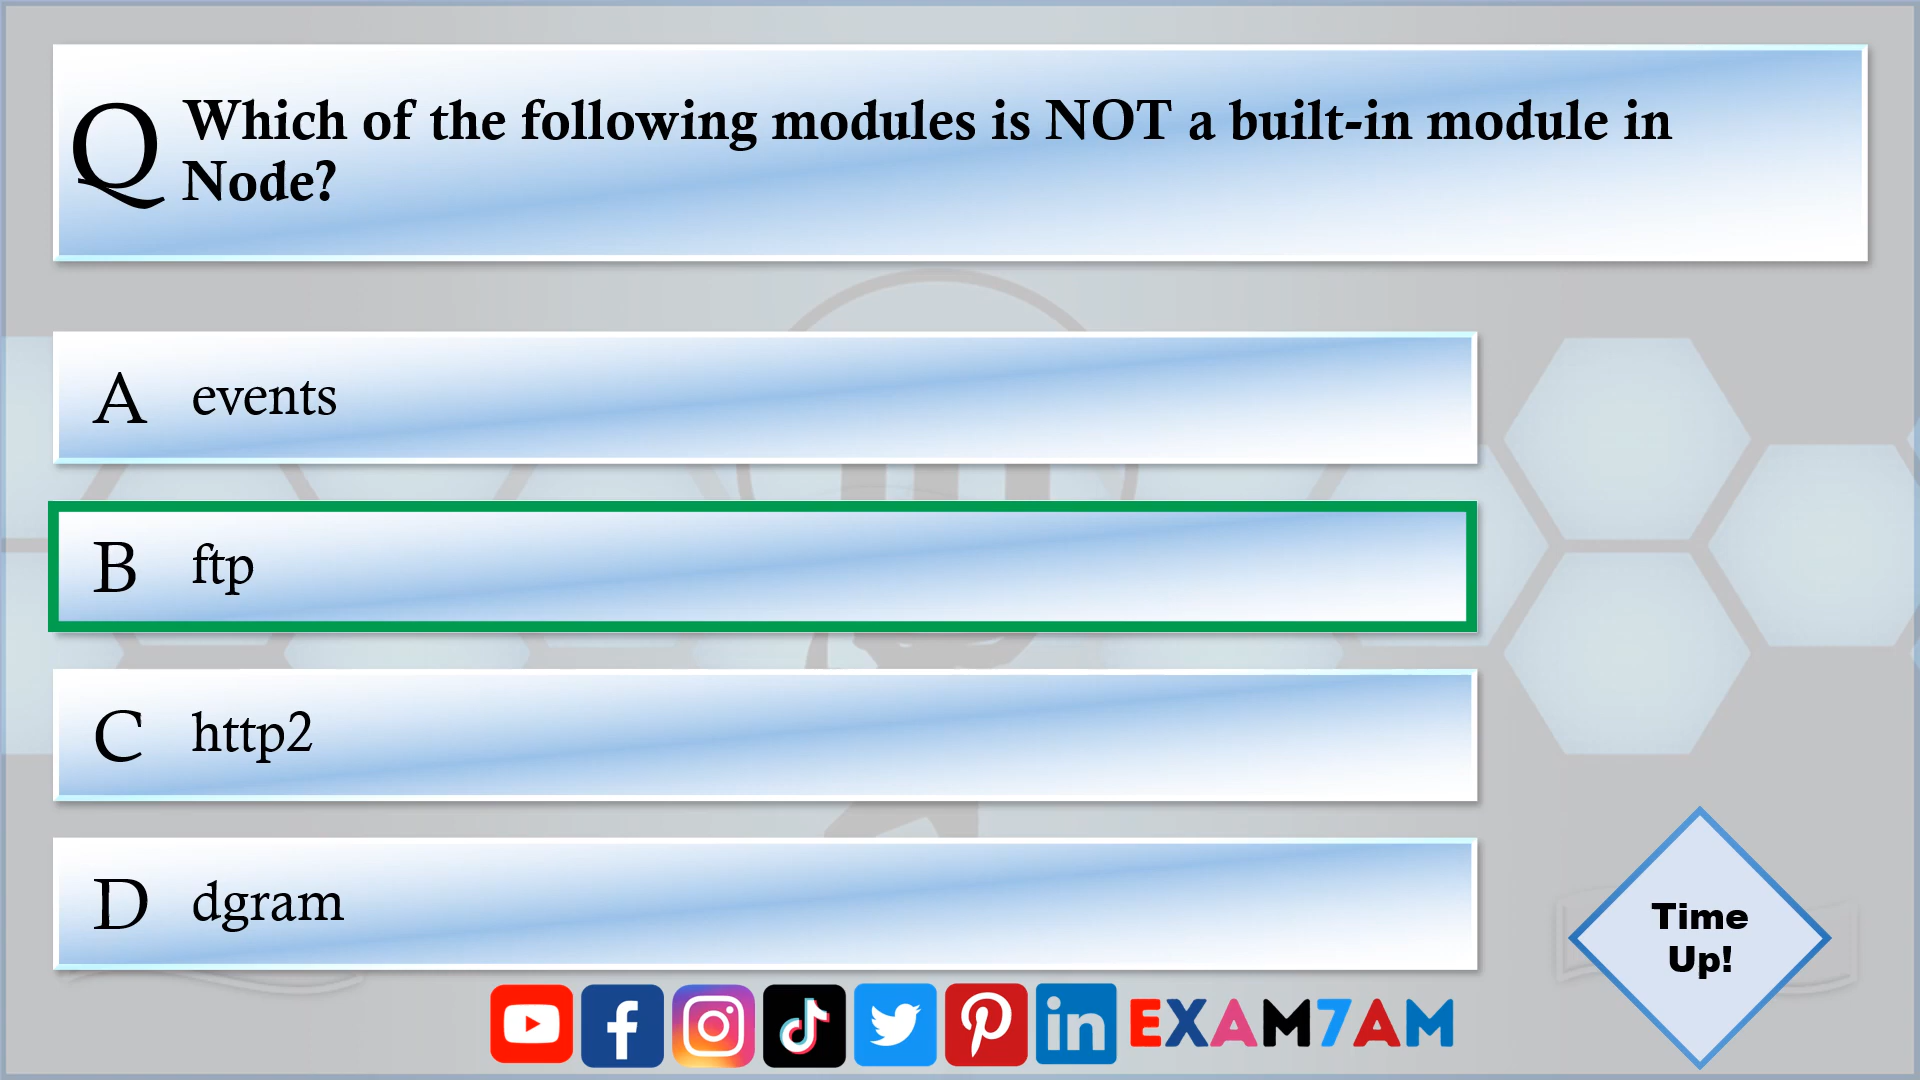 Q Which of the following modules is NOT a built-in module in
Node?
A events
B ftp
C http2
D dgram
Time
Up!
EXAM7AM